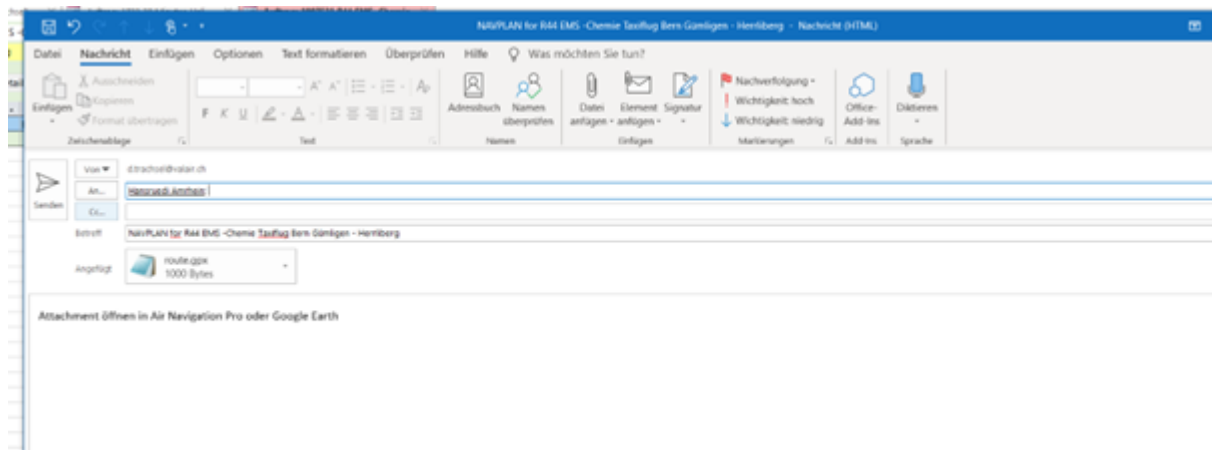 NAVPLAN for R44 EMS -Chemie Taxiflug Bern Gümligen - Herrliberg - Nachricht (HTML)
Datei Nachricht Einfügen Optionen Text formatieren Überprüfen Hilfe Was möchten Sie tun?
Einfügen
Ausschneiden
Kopieren
Format übertragen
Zwischenablage
F K U
Text
Adressbuch
Namen überprüfen
Namen
Datei anfügen
Element anfügen
Signatur
Einfügen
Nachverfolgung
Wichtigkeit: hoch
Wichtigkeit: niedrig
Markierungen
Office-Add-Ins
Add-Ins
Diktieren
Sprache
Senden
Von d.trachsel@valair.ch
An...
Cc...
Betreff NAVPLAN for R44 EMS -Chemie Taxiflug Bern Gümligen - Herrliberg
Angefügt route.gpx
1000 Bytes
Attachment öffnen in Air Navigation Pro oder Google Earth